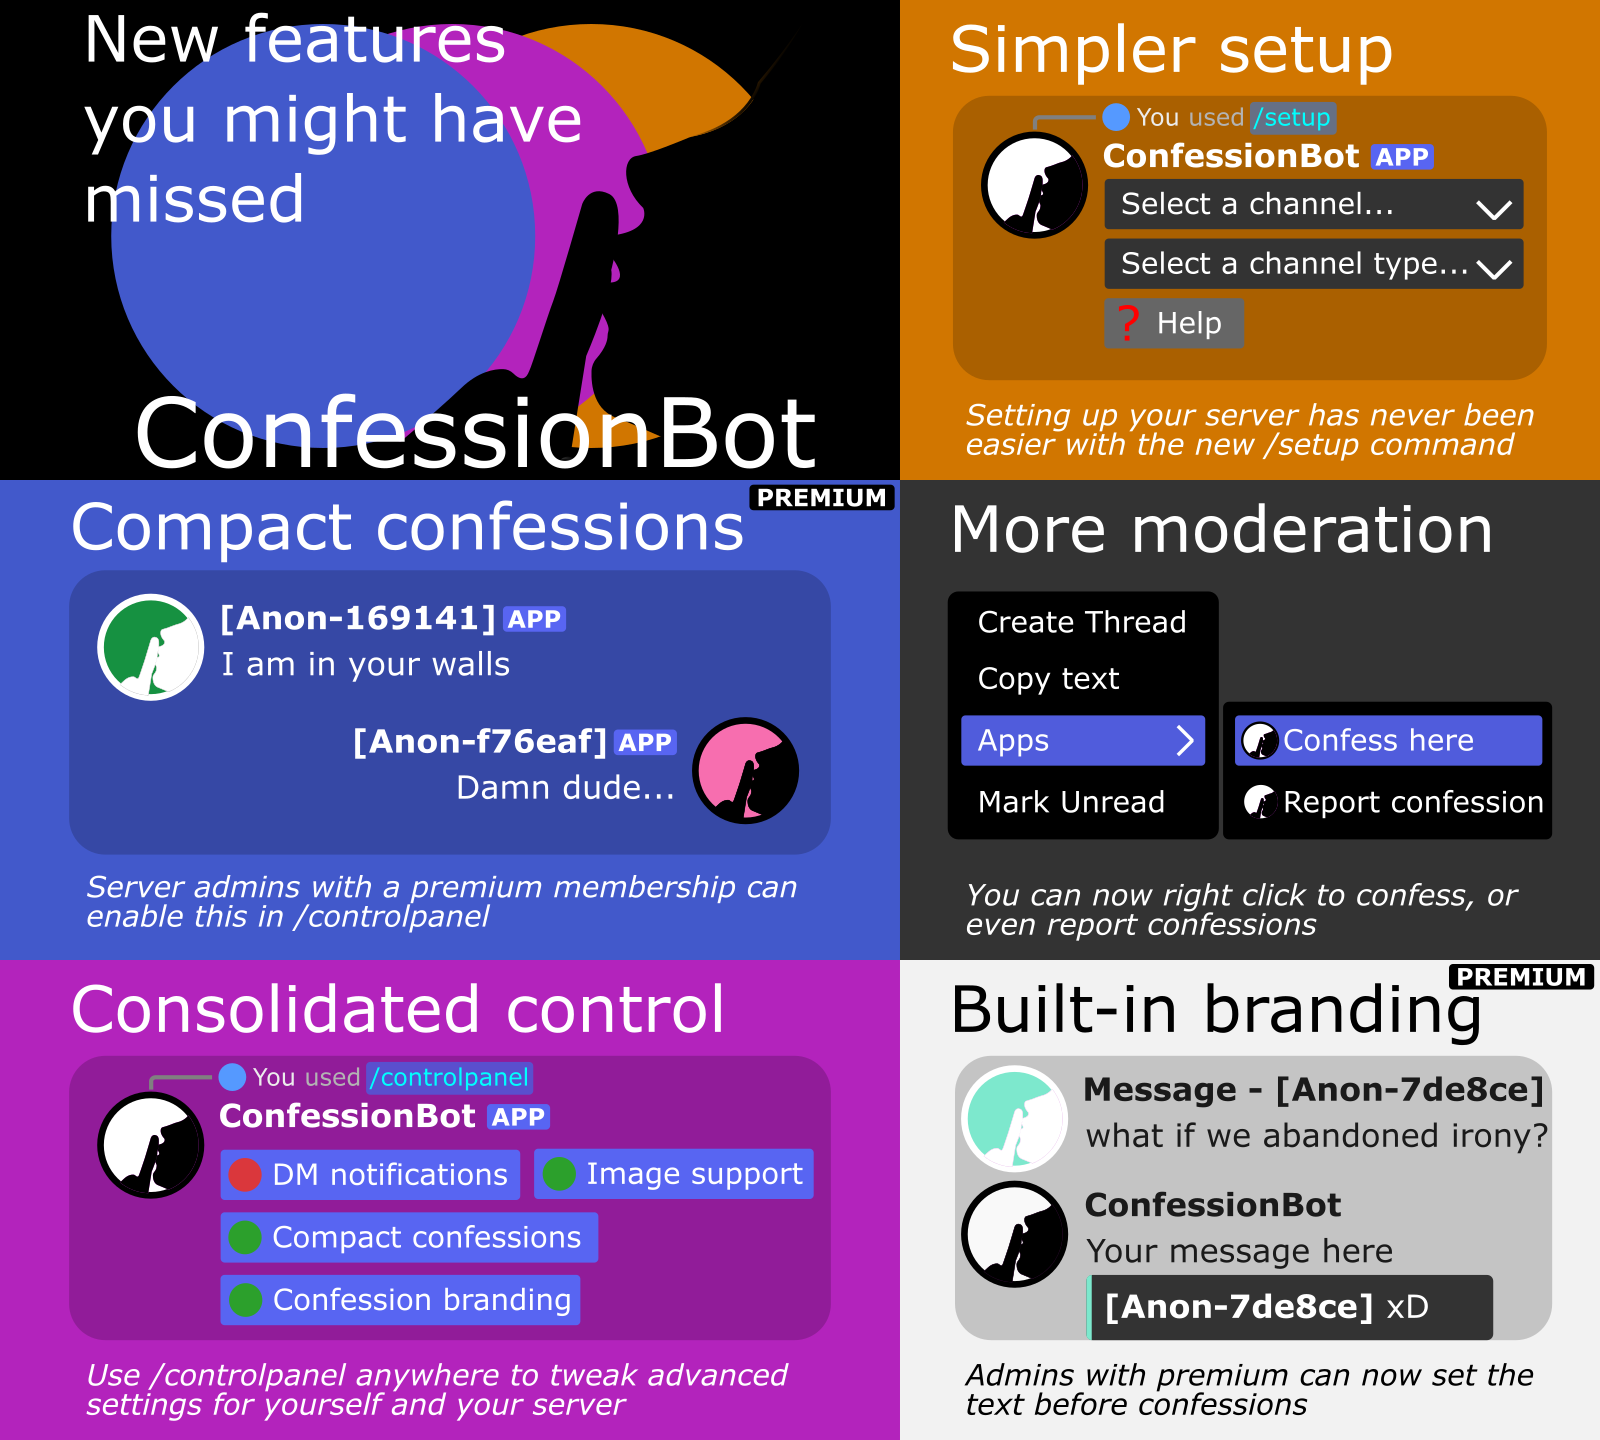 New features
you might have
missed
ConfessionBot
Simpler setup
You used /setup
ConfessionBot APP
Select a channel...
Select a channel type...
? Help
Setting up your server has never been
easier with the new /setup command
PREMIUM
Compact confessions
[Anon-169141] APP
I am in your walls
[Anon-f76eaf] APP
Damn dude...
Server admins with a premium membership can
enable this in /controlpanel
More moderation
Create Thread
Copy text
Apps
Mark Unread
Confess here
Report confession
You can now right click to confess, or
even report confessions
Consolidated control
You used /controlpanel
ConfessionBot APP
DM notifications
Image support
Compact confessions
Confession branding
Use /controlpanel anywhere to tweak advanced
settings for yourself and your server
PREMIUM
Built-in branding
Message - [Anon-7de8ce]
what if we abandoned irony?
ConfessionBot
Your message here
[Anon-7de8ce] xD
Admins with premium can now set the
text before confessions